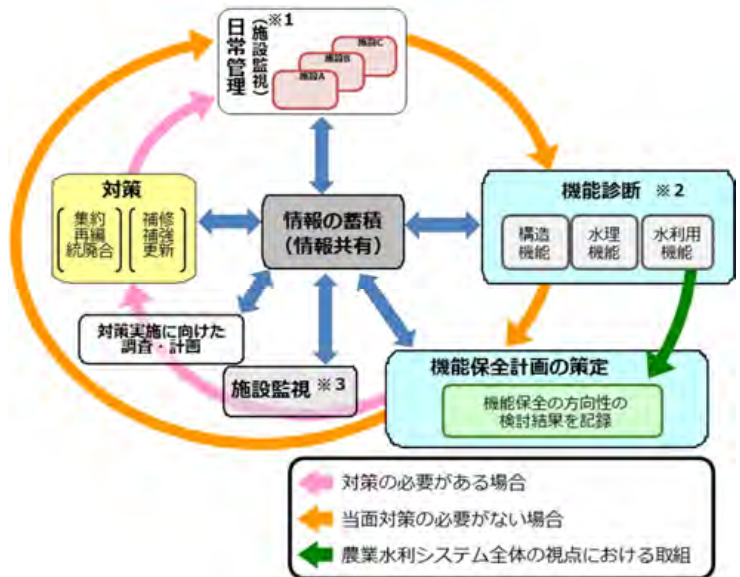 日常管理
(施設監視)
※1
施設A
施設B
施設C
対策
集約
再編
統廃合
補修
補強
更新
情報の蓄積
(情報共有)
機能診断 ※2
構造
機能
水理
機能
水利用
機能
対策実施に向けた
調査・計画
施設監視 ※3
機能保全計画の策定
機能保全の方向性の
検討結果を記録
対策の必要がある場合
当面対策の必要がない場合
農業水利システム全体の視点における取組